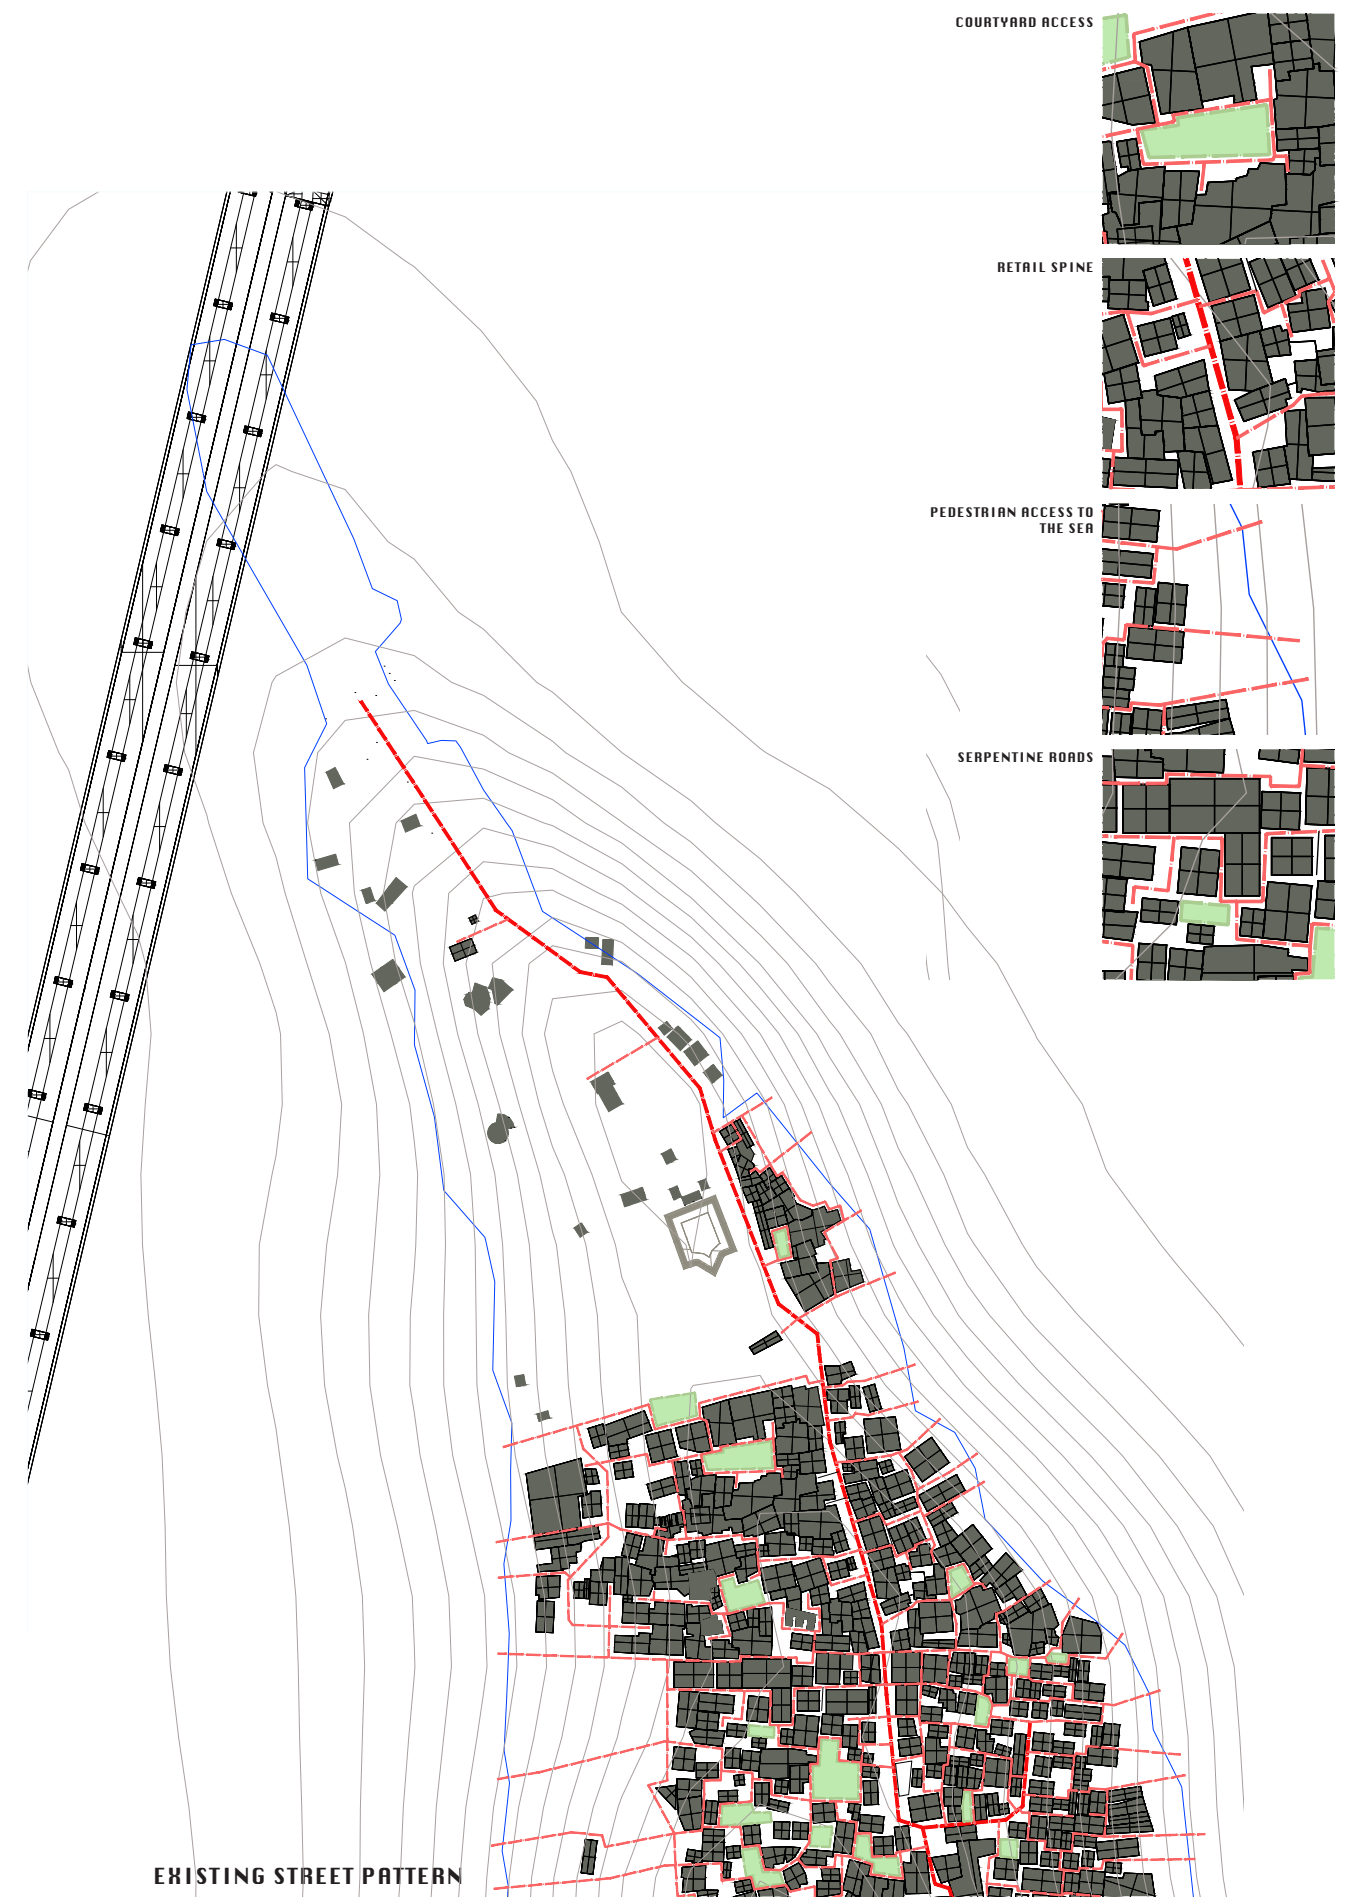 COURTYARD ACCESS
RETAIL SPINE
PEDESTRIAN ACCESS TO
THE SEA
SERPENTINE ROADS
EXISTING STREET PATTERN